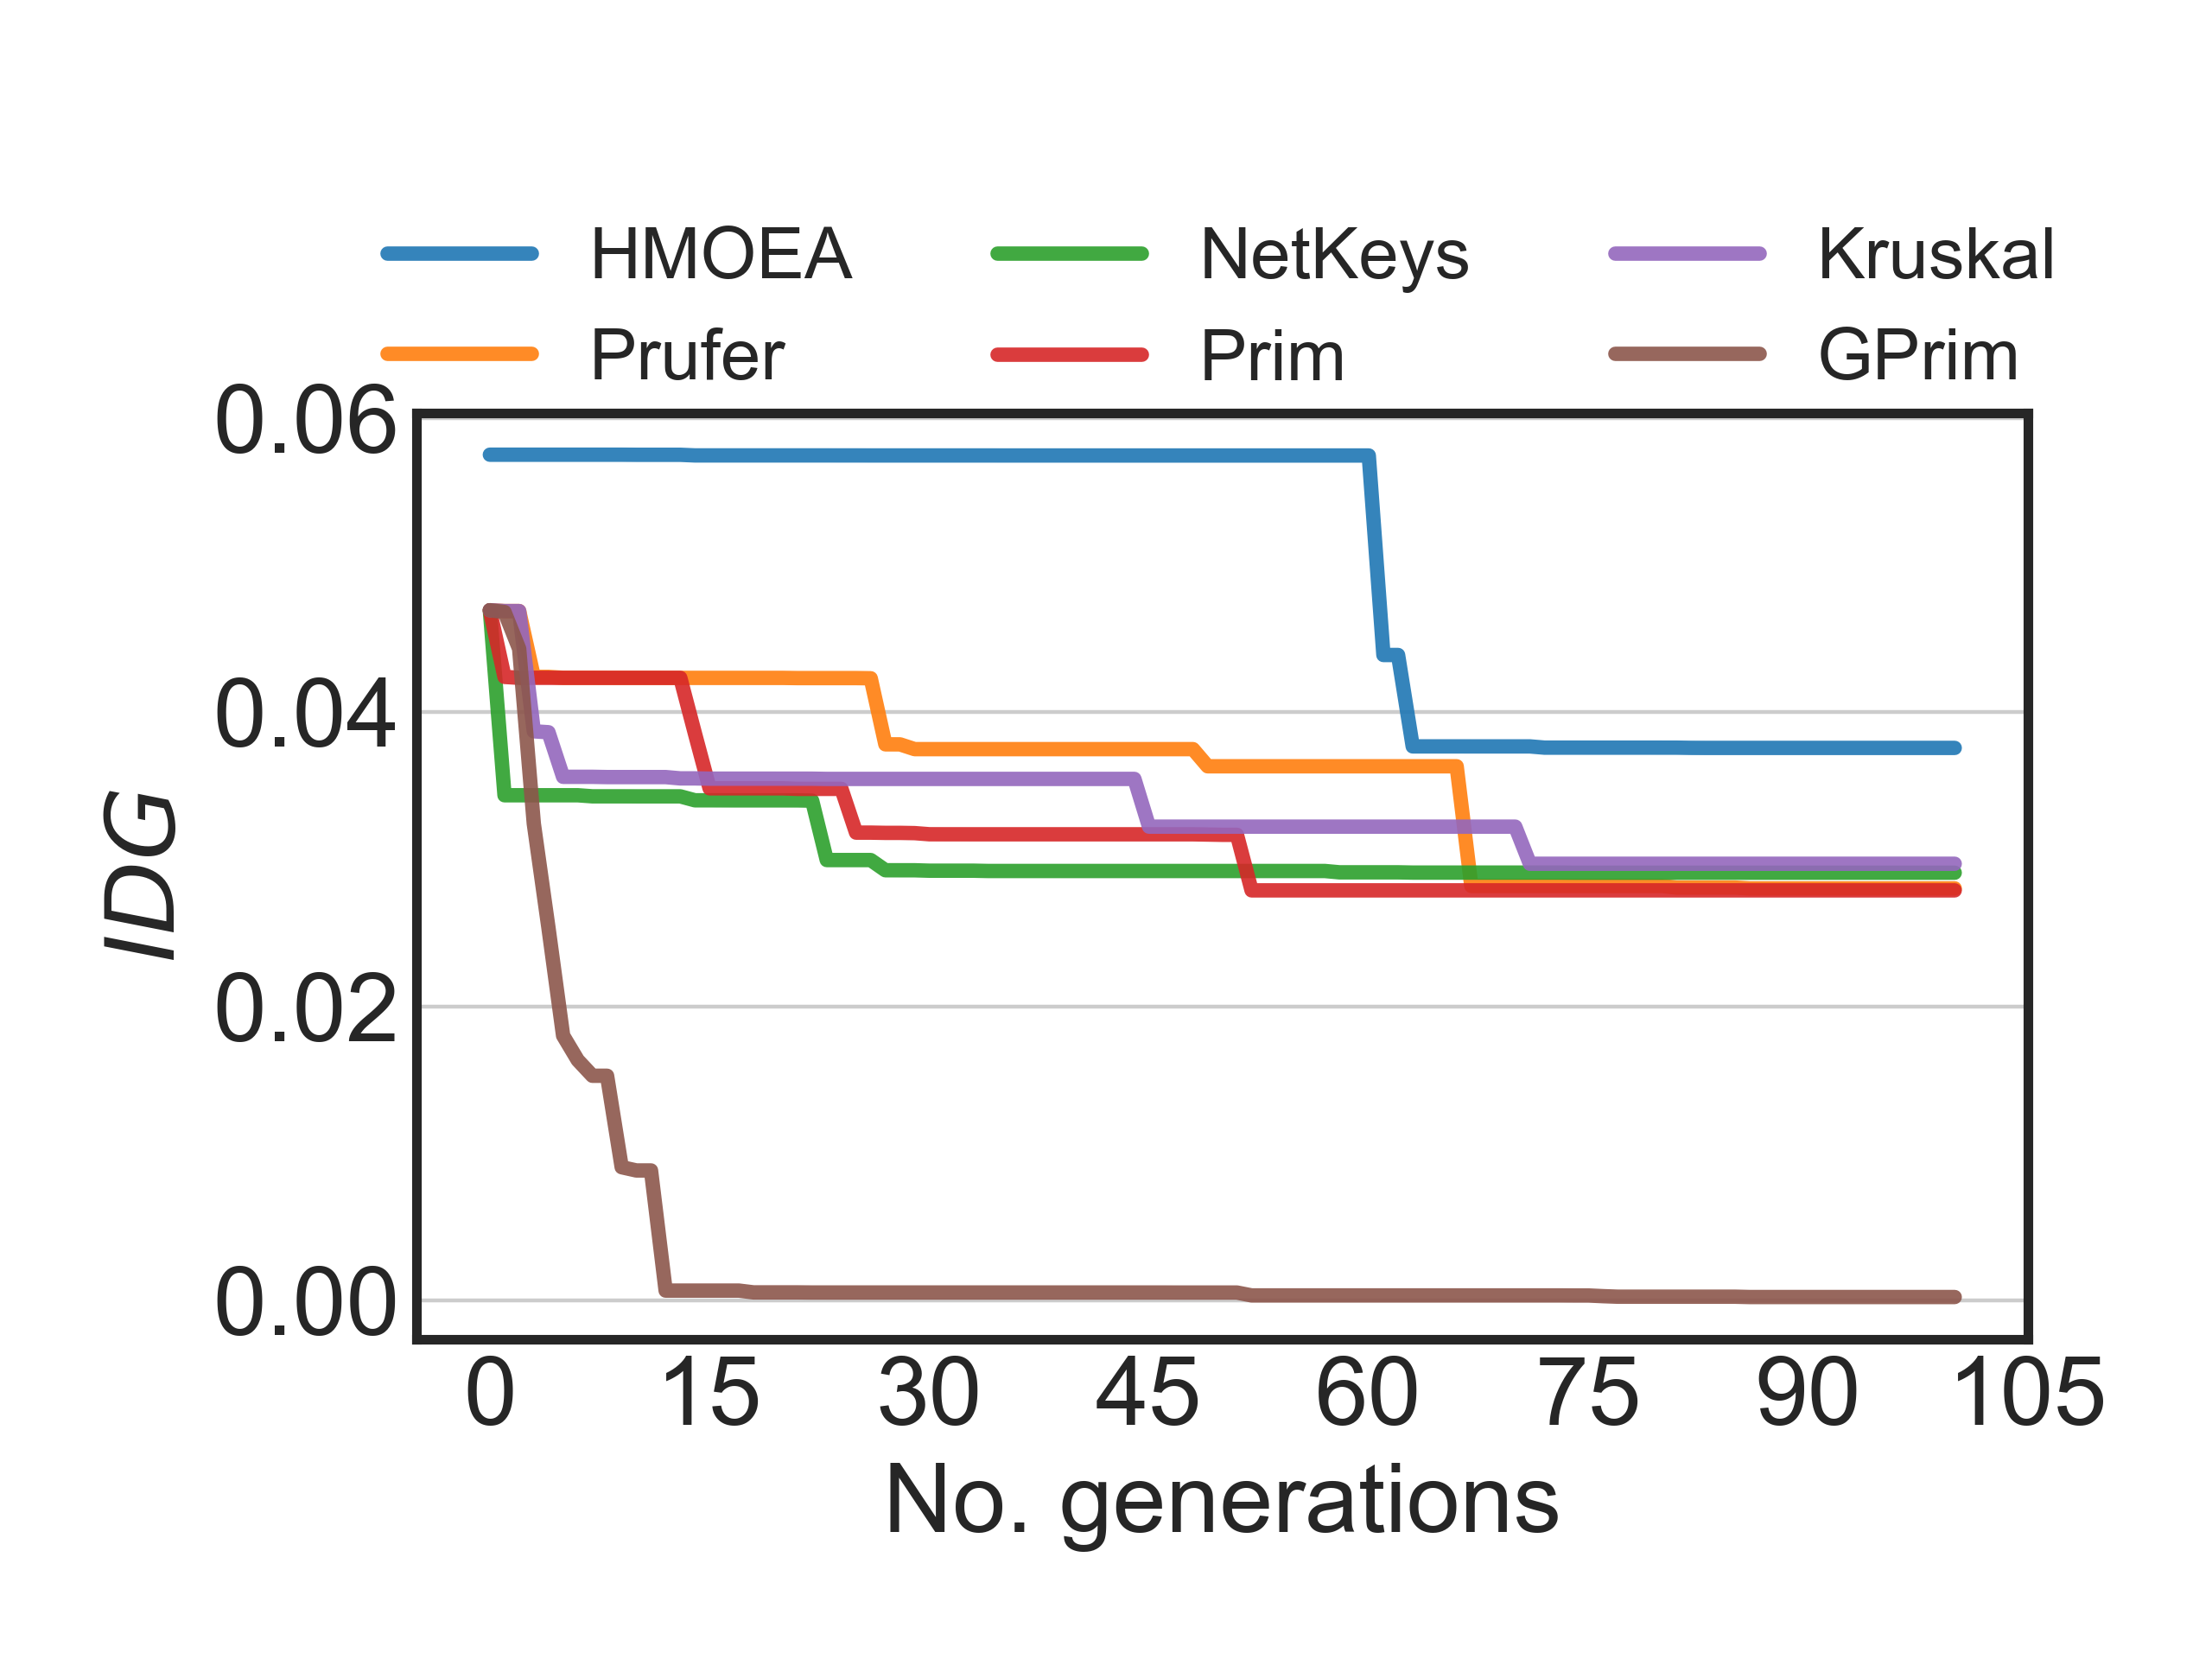 HMOEA NetKeys Kruskal
Prufer Prim GPrim
0.06
0.04
0.02
0.00
IDG
0 15 30 45 60 75 90 105
No. generations